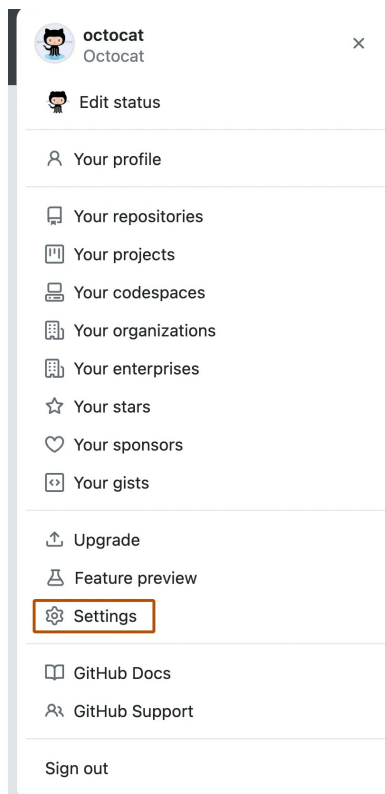 octocat
Octocat
Edit status
Your profile
Your repositories
Your projects
Your codespaces
Your organizations
Your enterprises
Your stars
Your sponsors
Your gists
Upgrade
Feature preview
Settings
GitHub Docs
GitHub Support
Sign out